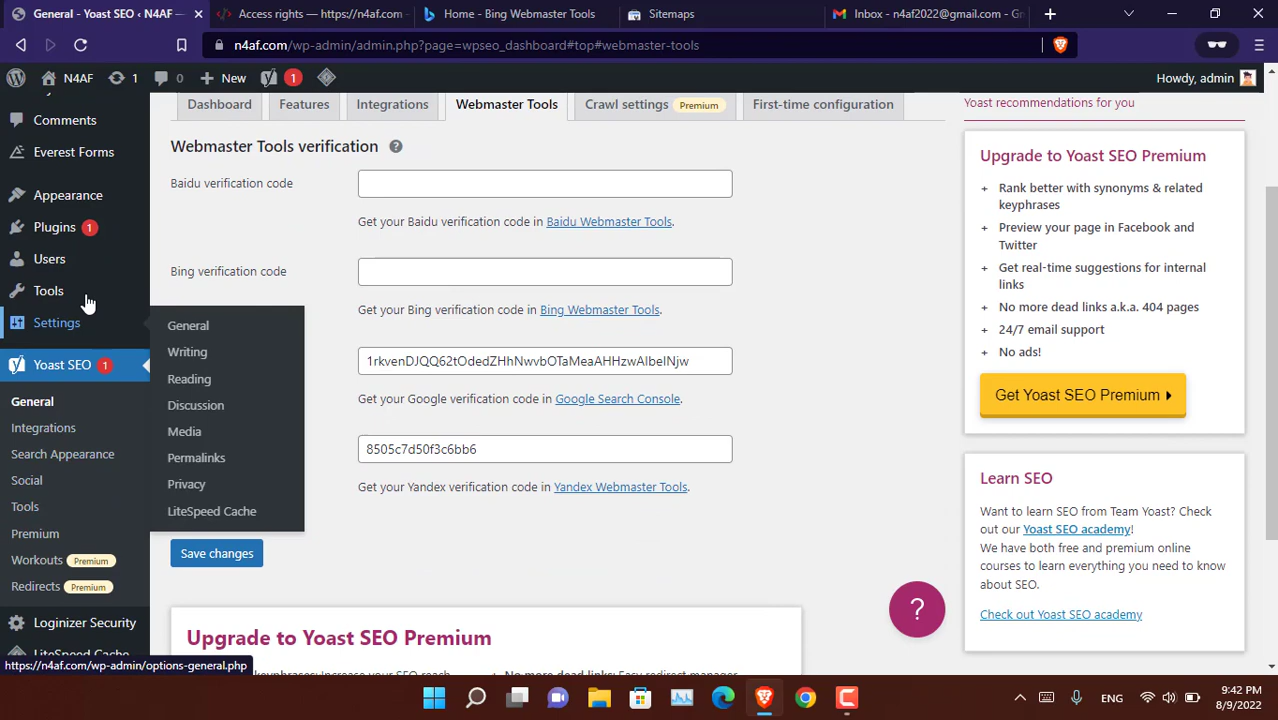 General - Yoast SEO ‹ N4AF —
Access rights — https://n4af.com/
Home - Bing Webmaster Tools
Sitemaps
Inbox - n4af2022@gmail.com - Gm
n4af.com/wp-admin/admin.php?page=wpseo_dashboard#top#webmaster-tools
N4AF
1
0
New
1
Howdy, admin
Comments
Everest Forms
Appearance
Plugins 1
Users
Tools
Settings
Yoast SEO 1
General
Integrations
Search Appearance
Social
Tools
Premium
Workouts Premium
Redirects Premium
Loginizer Security
LiteSpeed Cache
General
Writing
Reading
Discussion
Media
Permalinks
Privacy
LiteSpeed Cache
Dashboard
Features
Integrations
Webmaster Tools
Crawl settings Premium
First-time configuration
Webmaster Tools verification ?
Baidu verification code
Get your Baidu verification code in Baidu Webmaster Tools.
Bing verification code
Get your Bing verification code in Bing Webmaster Tools.
1rkvenDJQQ62tOdedZHhNwvbOTaMeaAHHzwAlbeINjw
Get your Google verification code in Google Search Console.
8505c7d50f3c6bb6
Get your Yandex verification code in Yandex Webmaster Tools.
Save changes
Upgrade to Yoast SEO Premium
Yoast recommendations for you
Upgrade to Yoast SEO Premium
+ Rank better with synonyms & related
keyphrases
+ Preview your page in Facebook and
Twitter
+ Get real-time suggestions for internal
links
+ No more dead links a.k.a. 404 pages
+ 24/7 email support
+ No ads!
Get Yoast SEO Premium
Learn SEO
Want to learn SEO from Team Yoast? Check
out our Yoast SEO academy!
We have both free and premium online
courses to learn everything you need to know
about SEO.
Check out Yoast SEO academy
?
https://n4af.com/wp-admin/options-general.php
ENG
9:42 PM
8/9/2022